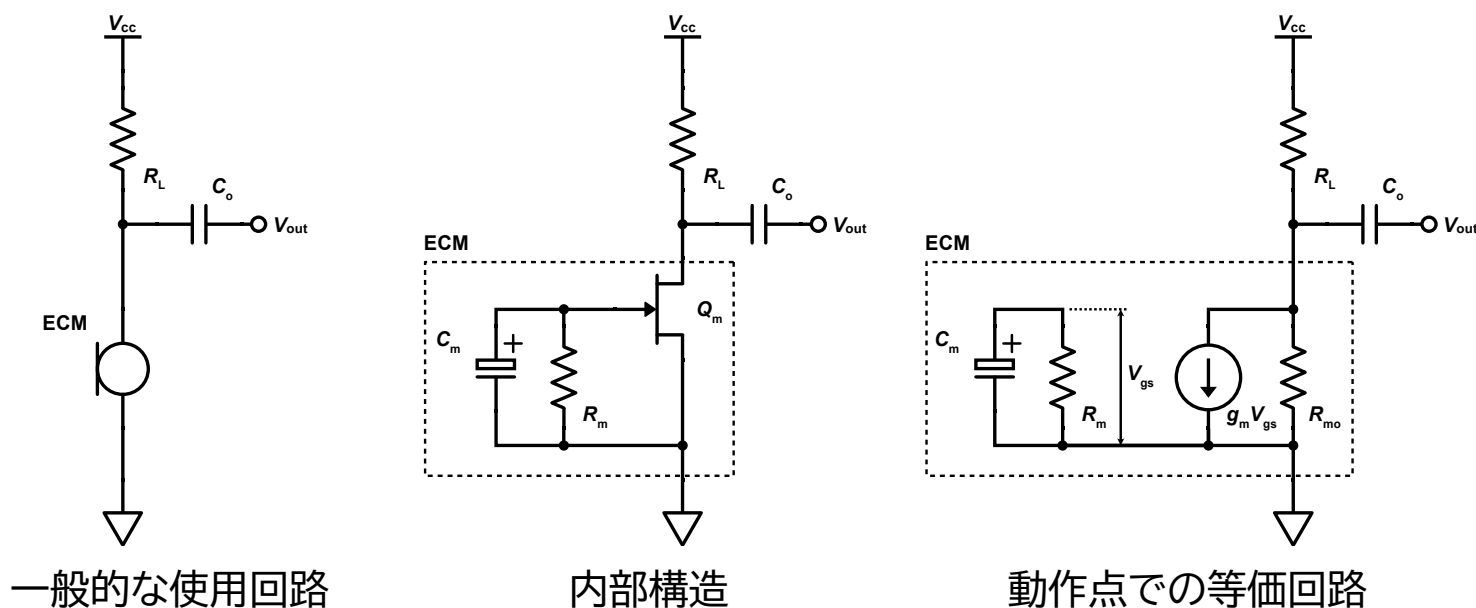 Vcc
RL
Co
Vout
ECM
一般的な使用回路
Vcc
RL
Co
Vout
ECM
Qm
Cm
+
Rm
内部構造
Vcc
RL
Co
Vout
ECM
Cm
+
Vgs
Rm
gmVgs
Rmo
動作点での等価回路